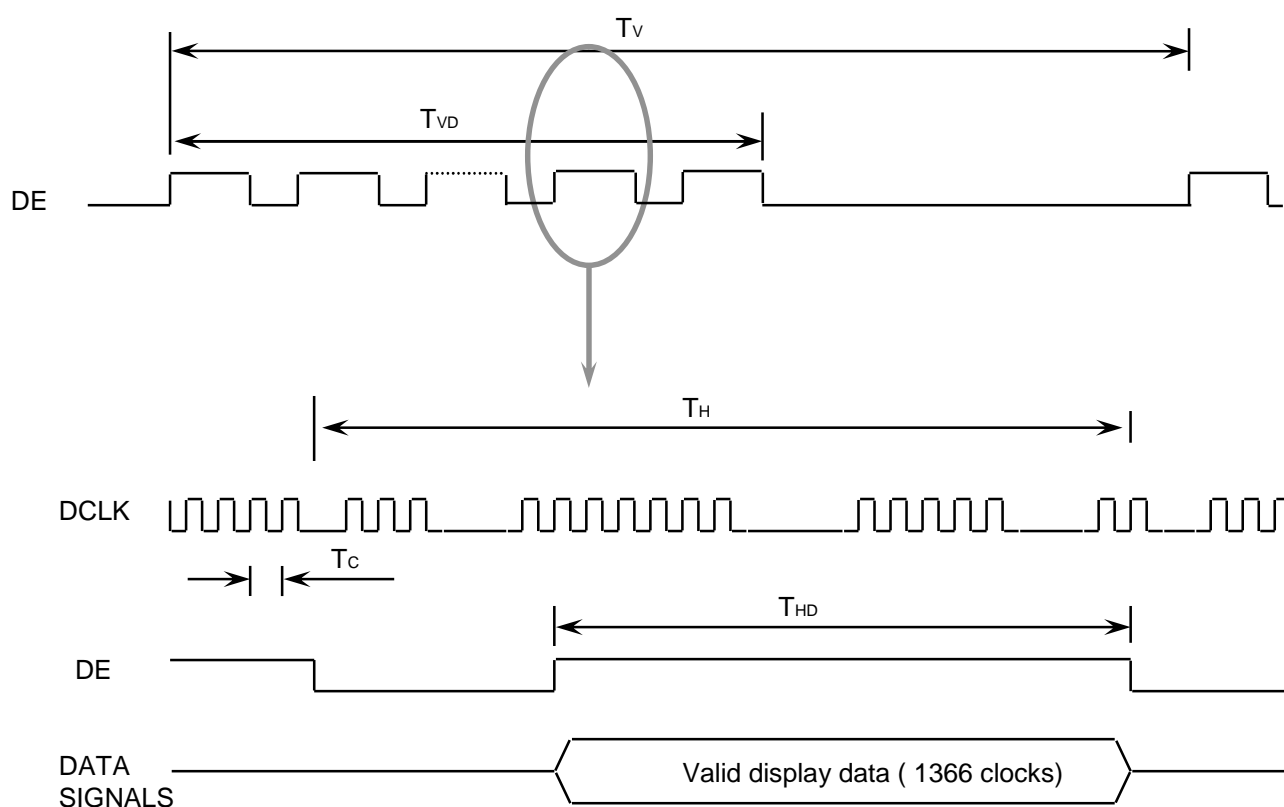 TV
TVD
DE
TH
DCLK
TC
THD
DE
DATA
SIGNALS
Valid display data ( 1366 clocks)